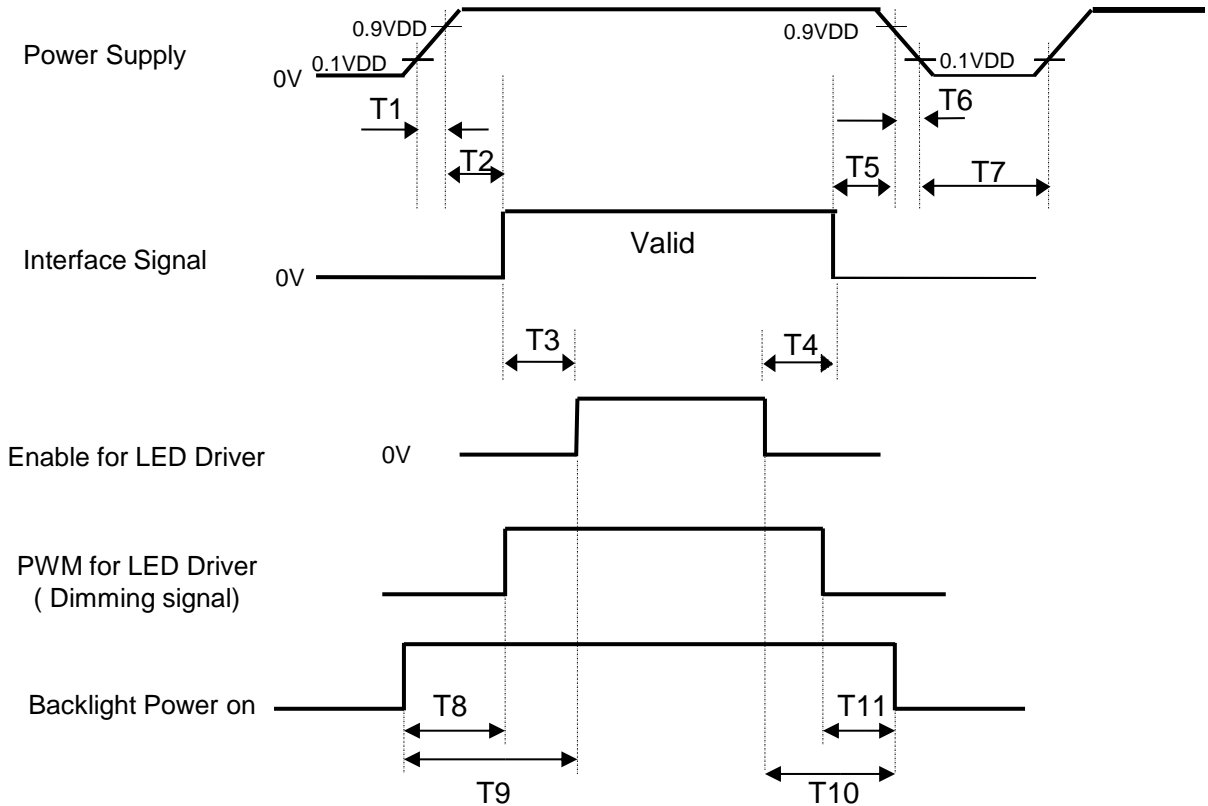 0.9VDD
0.9VDD
Power Supply
0.1VDD
0.1VDD
0V
T1
T6
T2
T5
T7
Valid
Interface Signal
0V
T3
T4
Enable for LED Driver
0V
PWM for LED Driver
( Dimming signal)
Backlight Power on
T8
T11
T9
T10